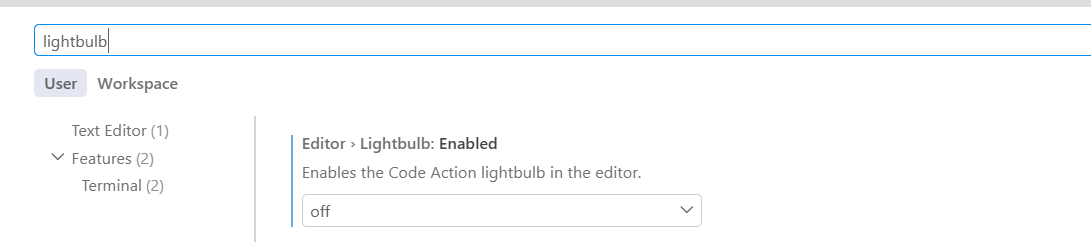 lightbulb
User Workspace
Text Editor (1)
Features (2)
Terminal (2)
Editor › Lightbulb: Enabled
Enables the Code Action lightbulb in the editor.
off